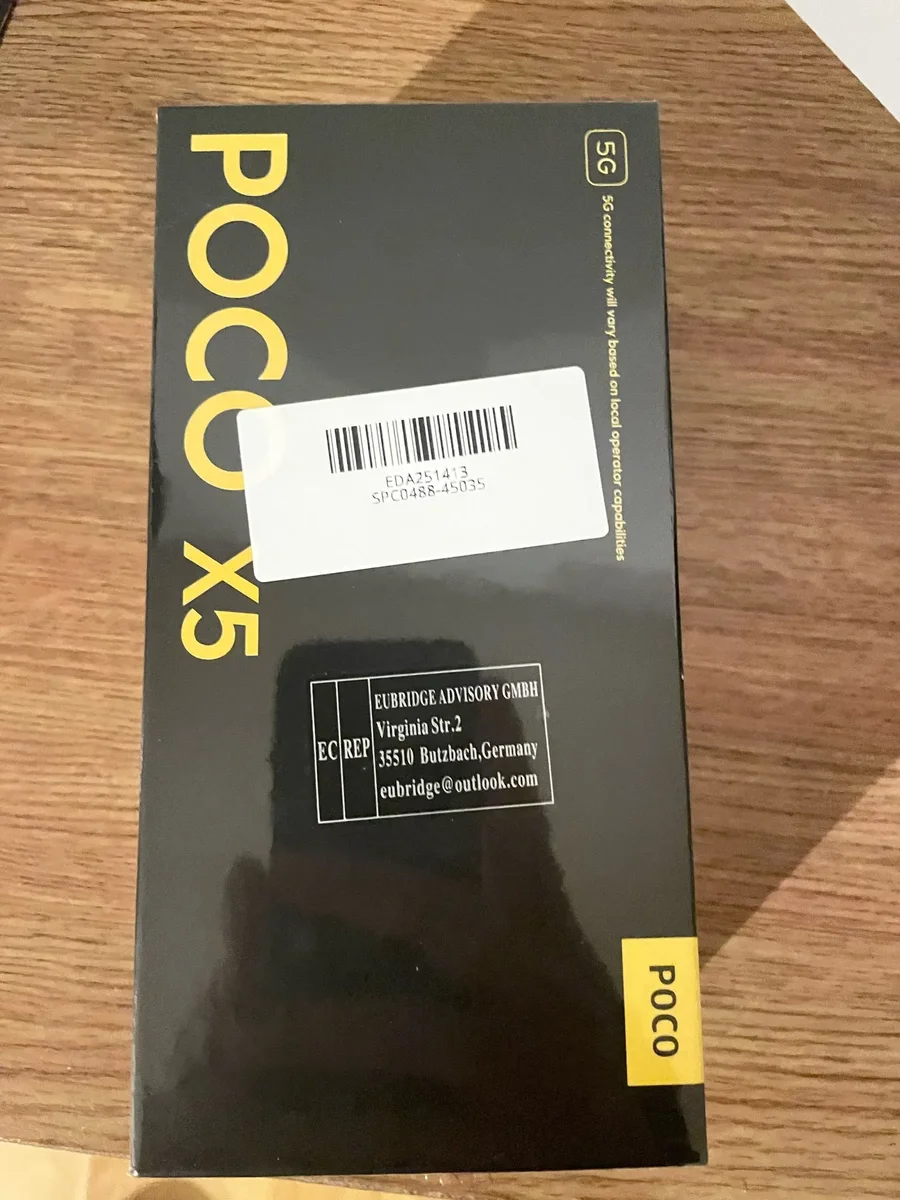 5G
5G connectivity will vary based on local operator capabilities
POCO X5
EDA251413
SPC0488-45035
EC REP
EUBRIDGE ADVISORY GMBH
Virginia Str.2
35510 Butzbach,Germany
eubridge@outlook.com
POCO